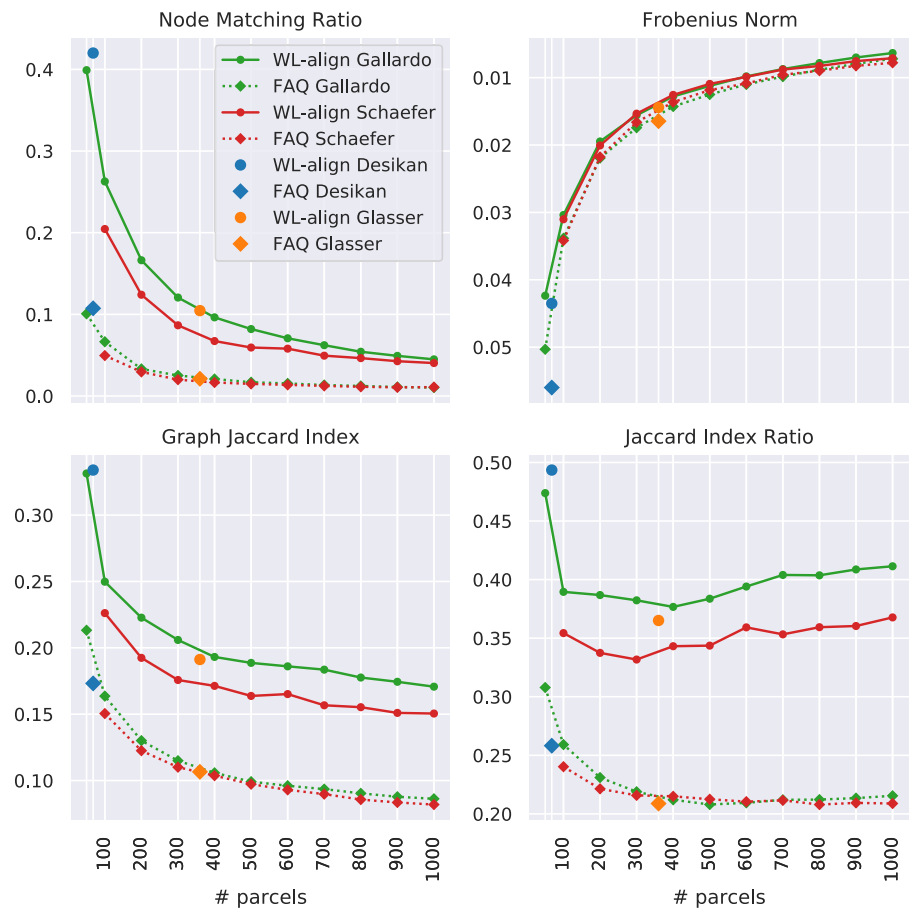 Node Matching Ratio
0.4
0.3
0.2
0.1
0.0
WL-align Gallardo
FAQ Gallardo
WL-align Schaefer
FAQ Schaefer
WL-align Desikan
FAQ Desikan
WL-align Glasser
FAQ Glasser
Frobenius Norm
0.01
0.02
0.03
0.04
0.05
Graph Jaccard Index
0.30
0.25
0.20
0.15
0.10
100 200 300 400 500 600 700 800 900 1000
# parcels
Jaccard Index Ratio
0.50
0.45
0.40
0.35
0.30
0.25
0.20
100 200 300 400 500 600 700 800 900 1000
# parcels